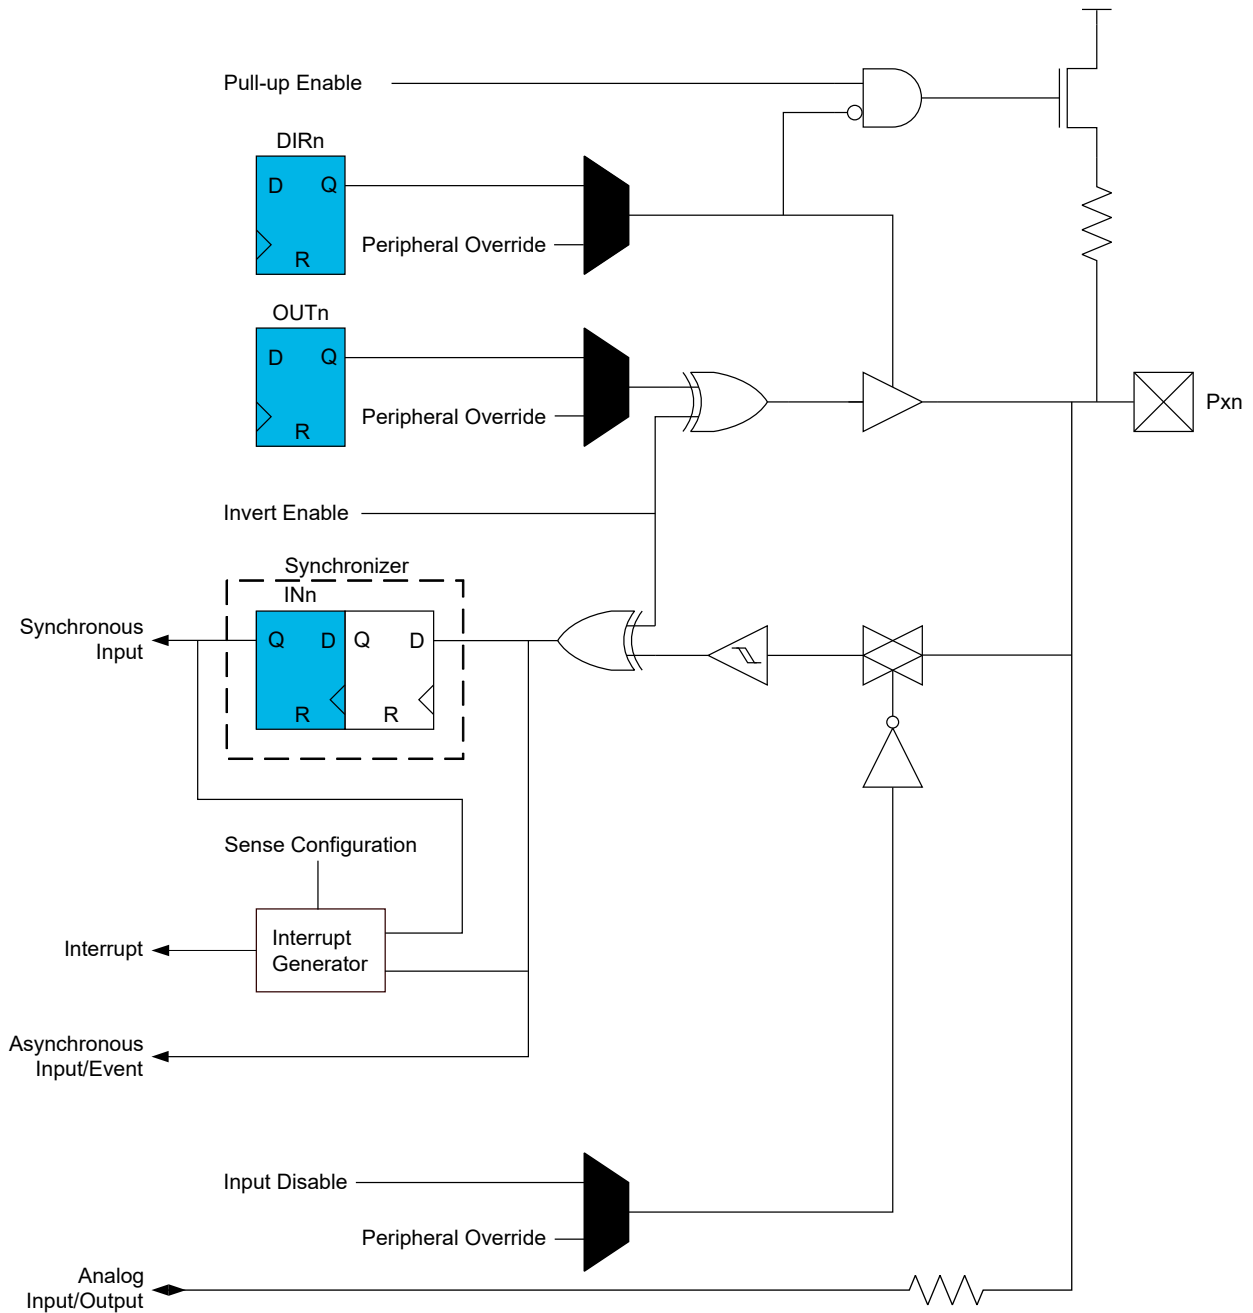 Pull-up Enable
DIRn
D Q
Peripheral Override
R
OUTn
D Q
Peripheral Override
R
Pxn
Invert Enable
Synchronizer
INn
Synchronous
Input
Q D Q D
R R
Sense Configuration
Interrupt
Interrupt
Generator
Asynchronous
Input/Event
Input Disable
Peripheral Override
Analog
Input/Output